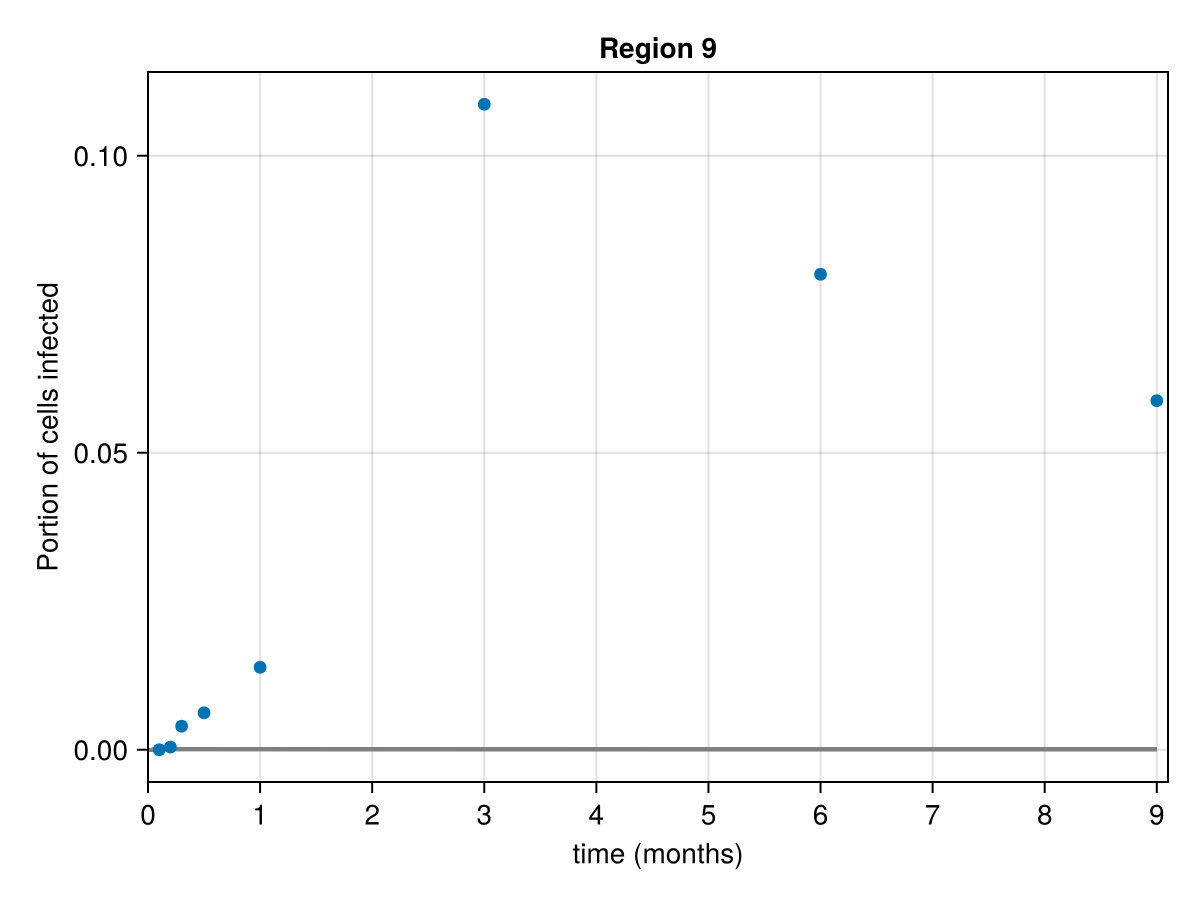 Region 9
Portion of cells infected
0.10
0.05
0.00
0 1 2 3 4 5 6 7 8 9
time (months)